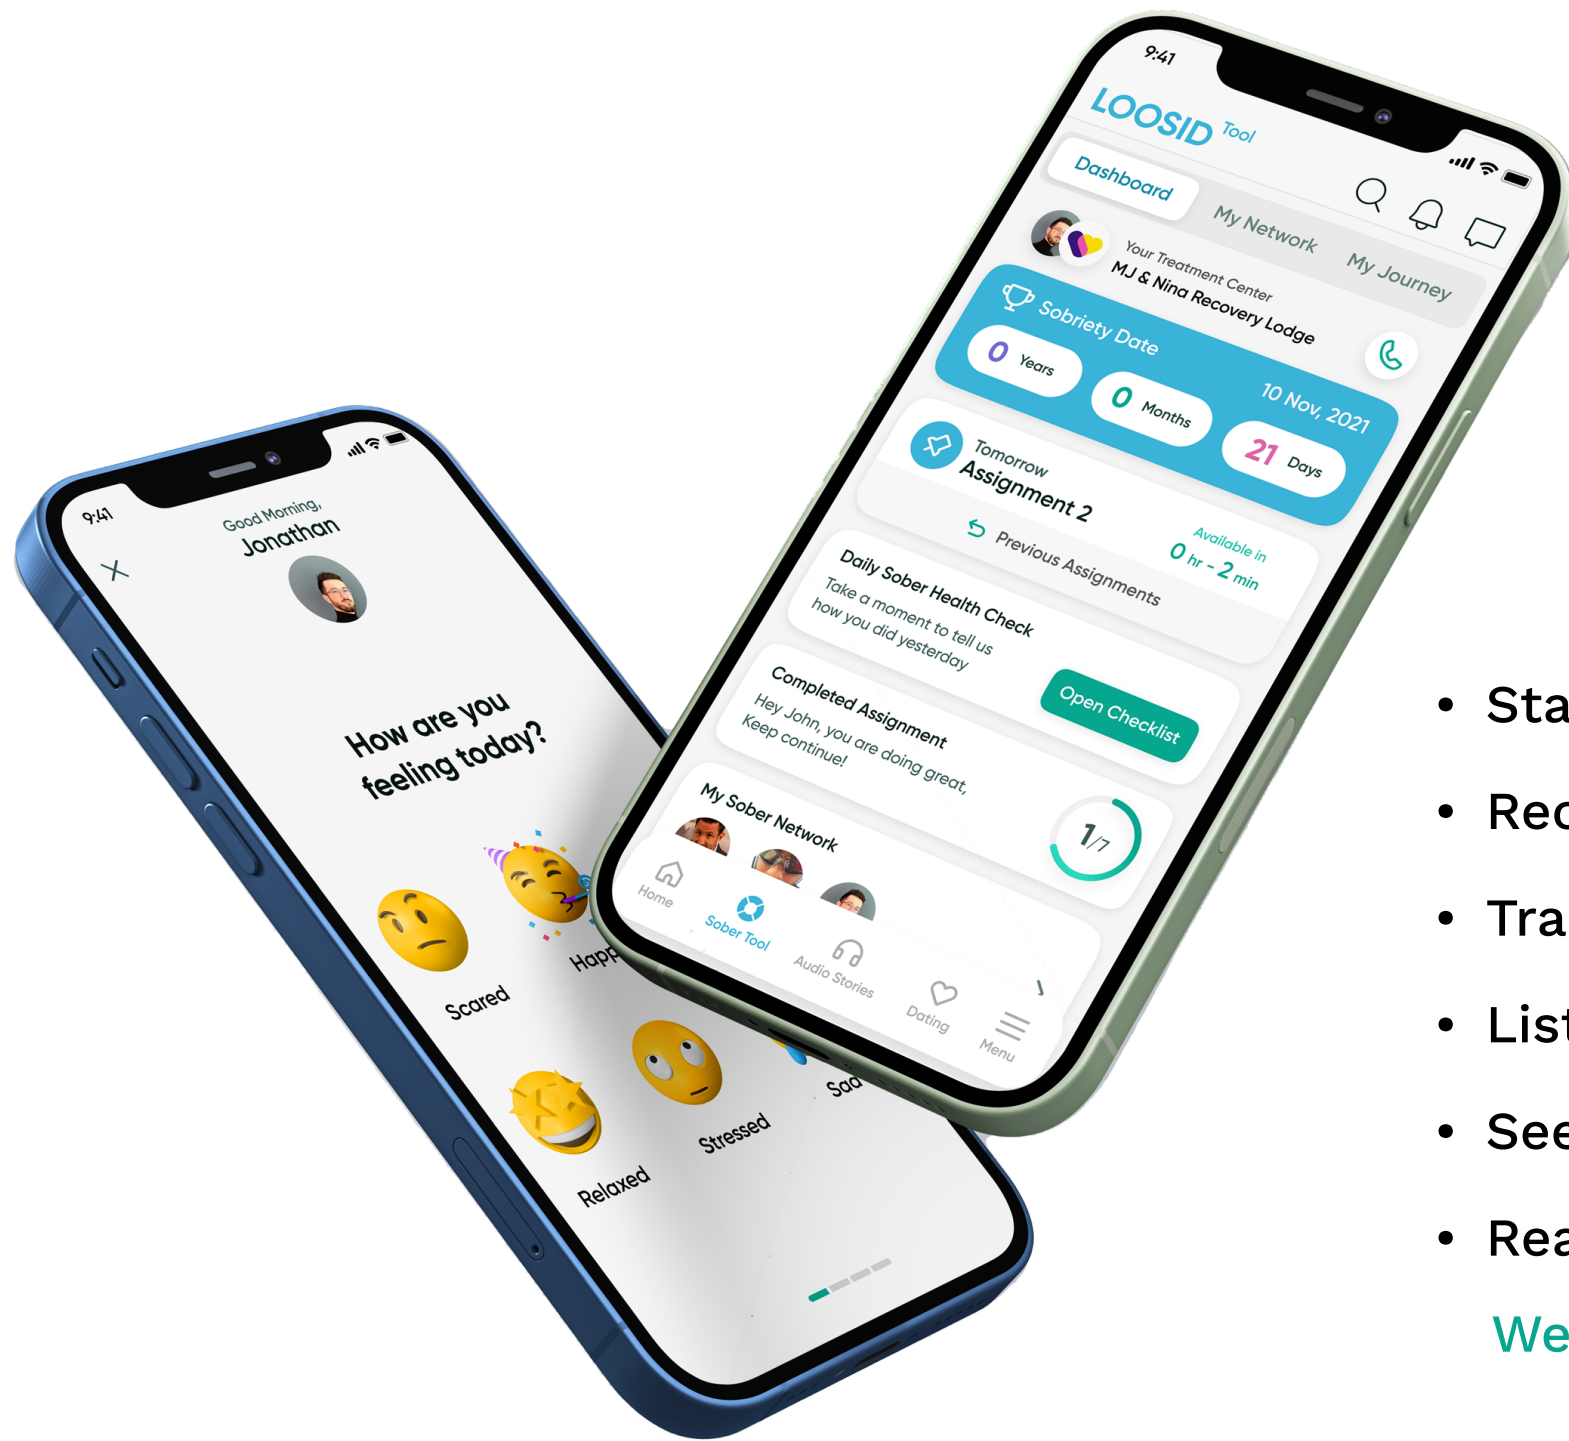 9:41
Good Morning,
Jonathan
How are you
feeling today?
Scared
Relaxed
Stressed
9:41
LOOSID Tool
Dashboard
My Network
My Journey
Your Treatment Center
MJ & Nina Recovery Lodge
Sobriety Date
10 Nov, 2021
0 Years
0 Months
21 Days
Tomorrow
Assignment 2
Available in
0 hr - 2 min
Previous Assignments
Daily Sober Health Check
Take a moment to tell us
how you did yesterday
Open Checklist
Completed Assignment
Hey John, you are doing great,
Keep continue!
1/7
My Sober Network
Home
Sober Tool
Audio Stories
Dating
Menu